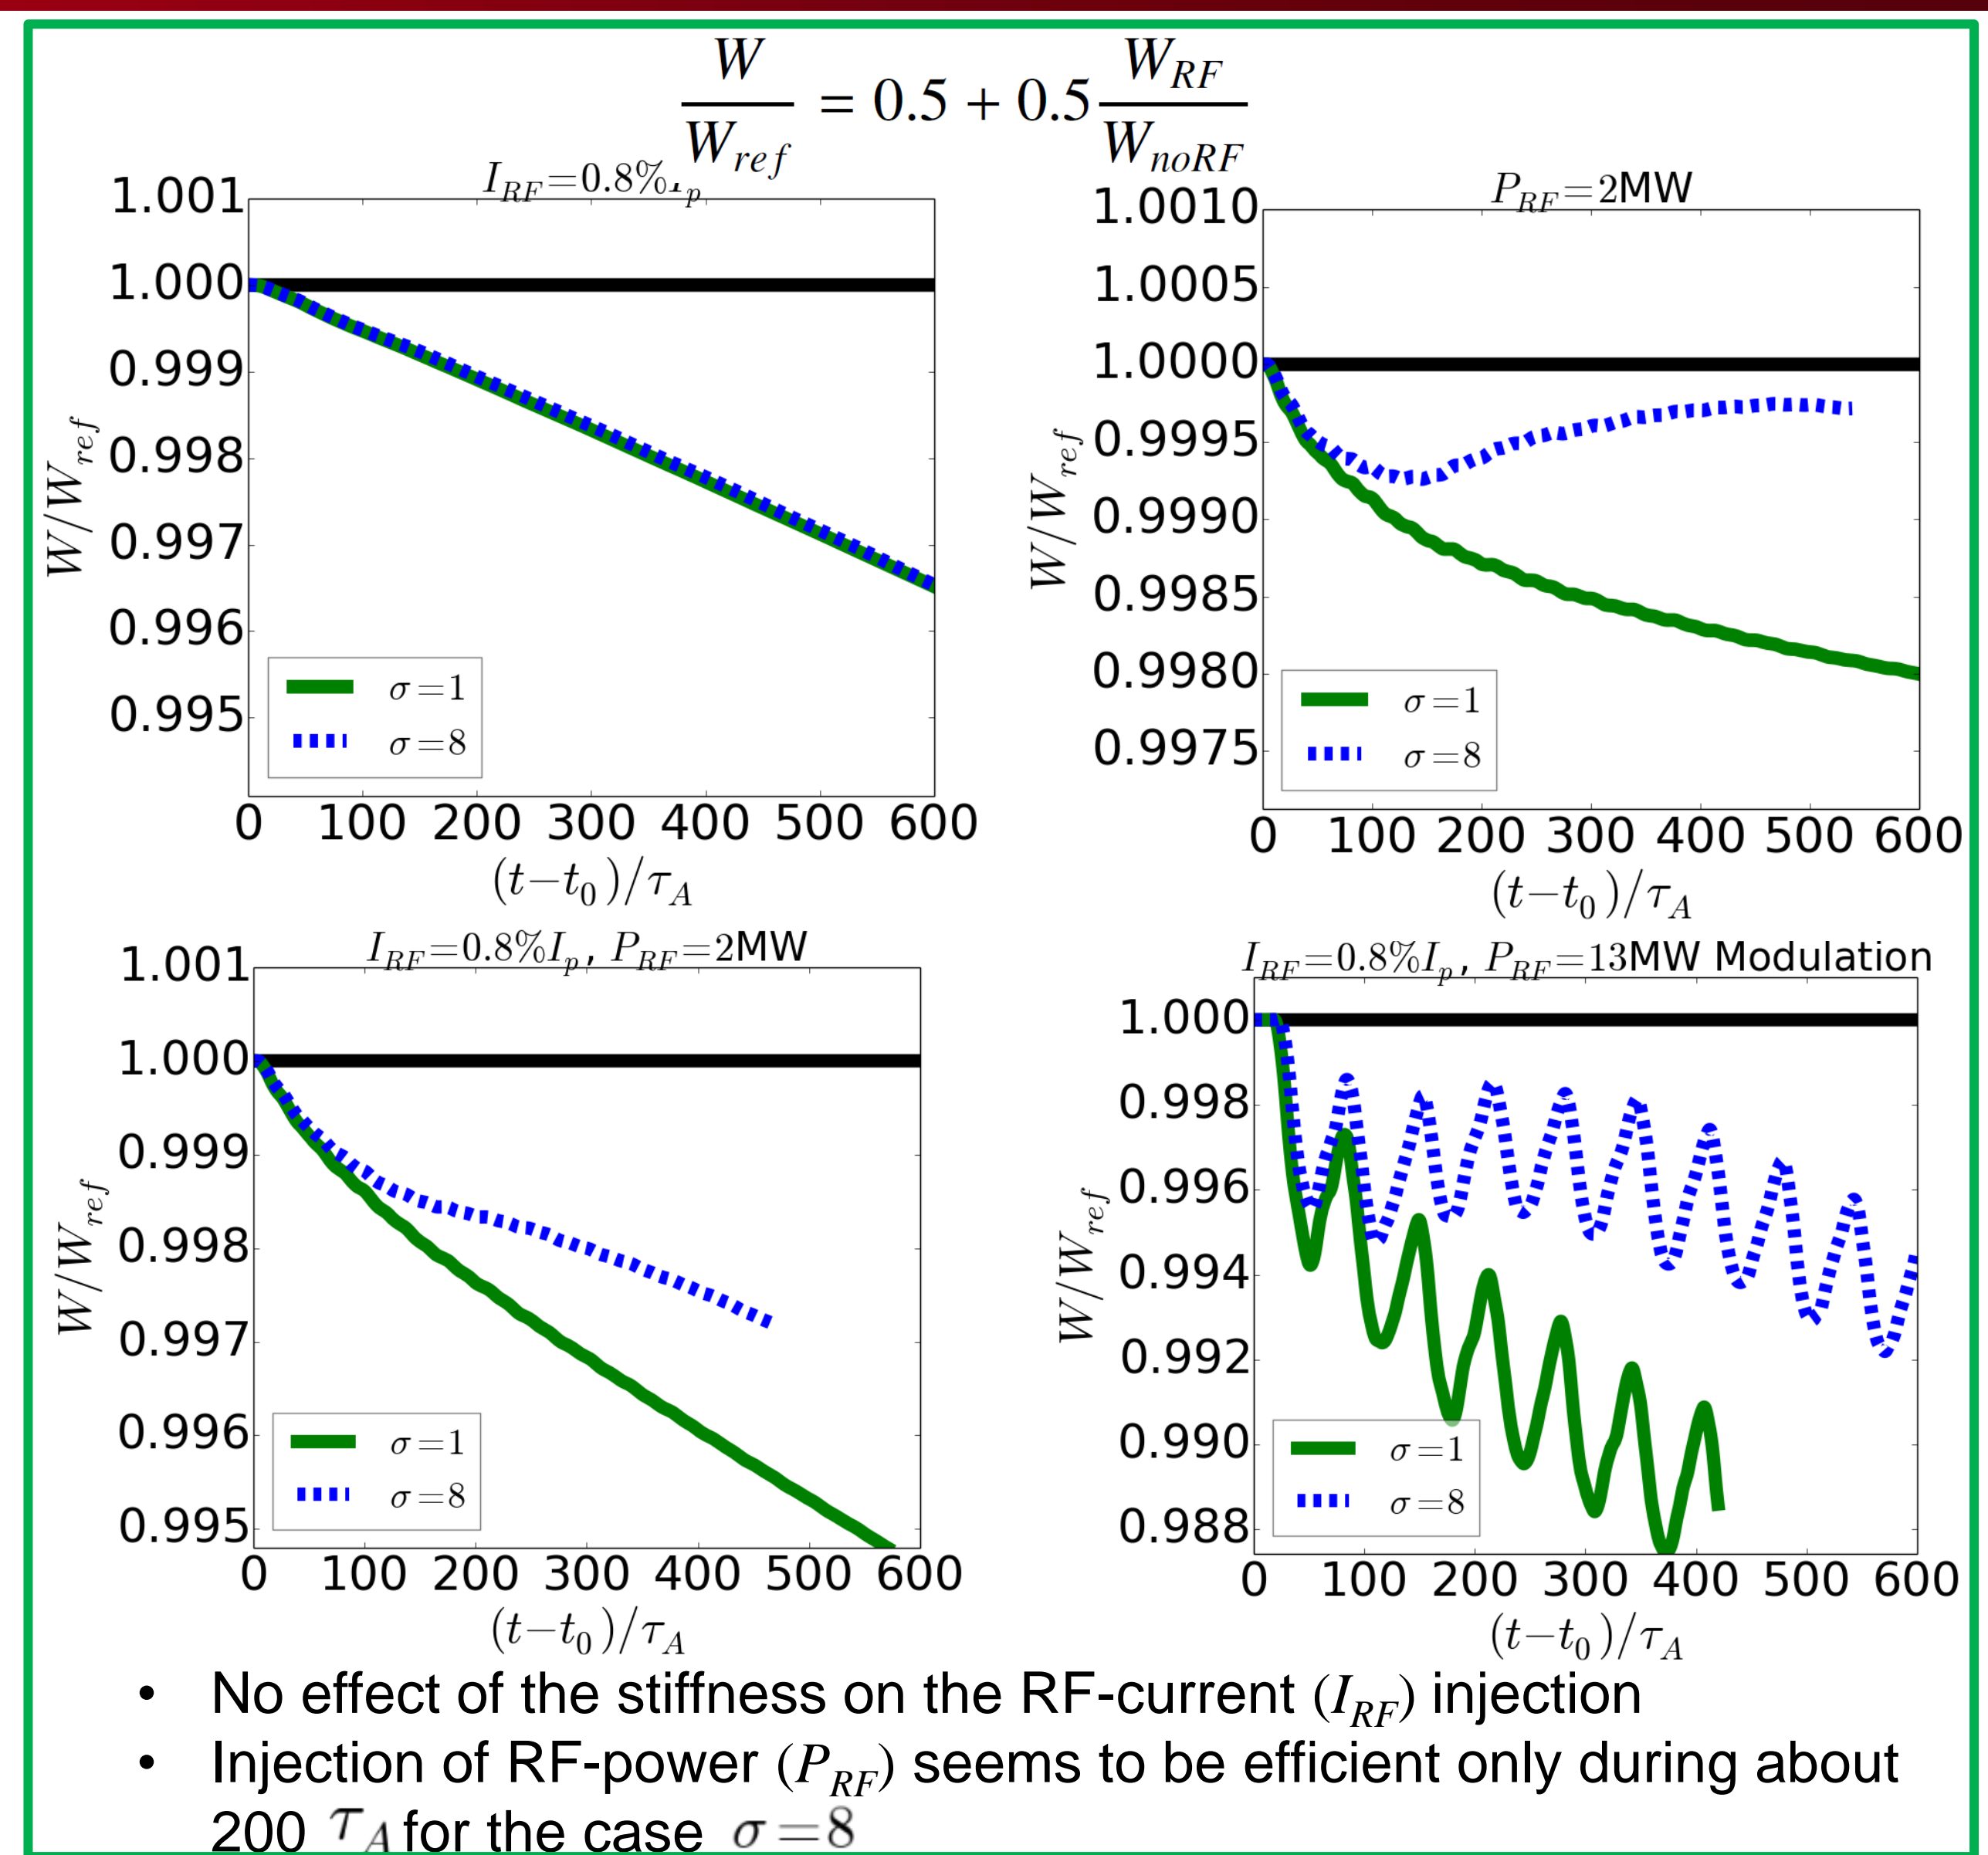 W/W_ref = 0.5 + 0.5 W_RF/W_noRF
I_RF=0.8%I_p
1.001
1.000
0.999
0.998
0.997
0.996
0.995
W/W_ref
σ=1
σ=8
0 100 200 300 400 500 600
(t−t_0)/τ_A
P_RF=2MW
1.0010
1.0005
1.0000
0.9995
0.9990
0.9985
0.9980
0.9975
W/W_ref
σ=1
σ=8
0 100 200 300 400 500 600
(t−t_0)/τ_A
I_RF=0.8%I_p, P_RF=2MW
1.001
1.000
0.999
0.998
0.997
0.996
0.995
W/W_ref
σ=1
σ=8
0 100 200 300 400 500 600
(t−t_0)/τ_A
I_RF=0.8%I_p, P_RF=13MW Modulation
1.000
0.998
0.996
0.994
0.992
0.990
0.988
W/W_ref
σ=1
σ=8
0 100 200 300 400 500 600
(t−t_0)/τ_A
• No effect of the stiffness on the RF-current (I_RF) injection
• Injection of RF-power (P_RF) seems to be efficient only during about
200 τ_A for the case σ=8